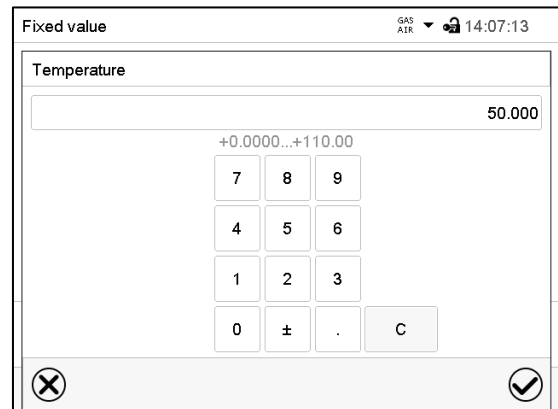 Fixed value GAS AIR 14:07:13
Temperature
50.000
+0.0000...+110.00
7 8 9
4 5 6
1 2 3
0 ± . C